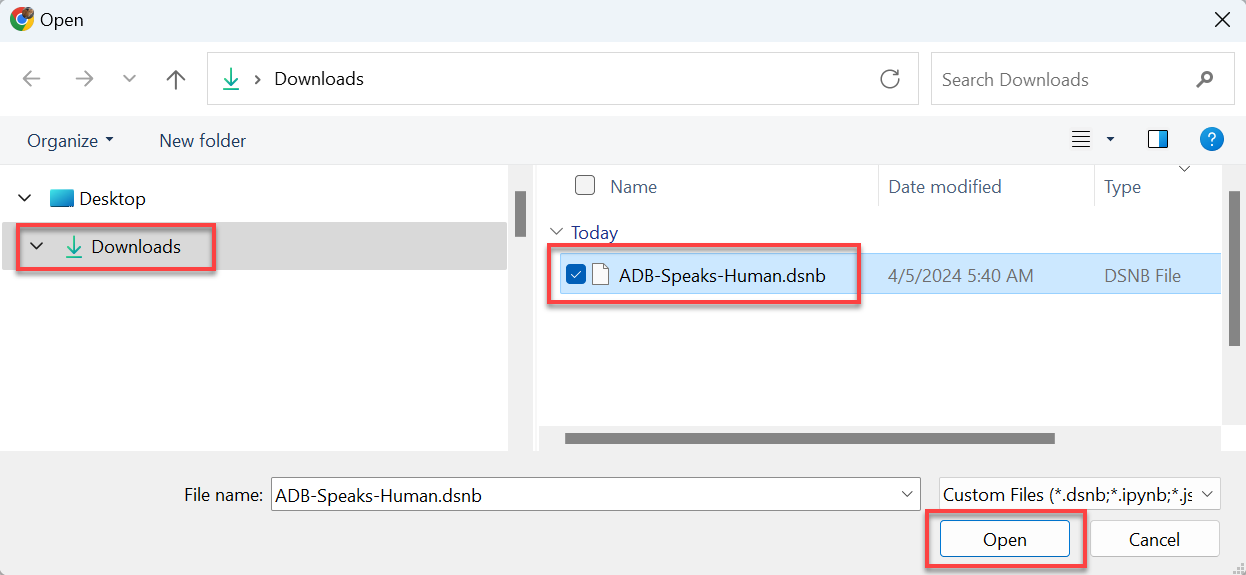 Open
Downloads
Search Downloads
Organize
New folder
?
Desktop
Downloads
Name
Date modified
Type
Today
ADB-Speaks-Human.dsnb
4/5/2024 5:40 AM
DSNB File
File name:
ADB-Speaks-Human.dsnb
Custom Files (*.dsnb;*.ipynb;*.js
Open
Cancel